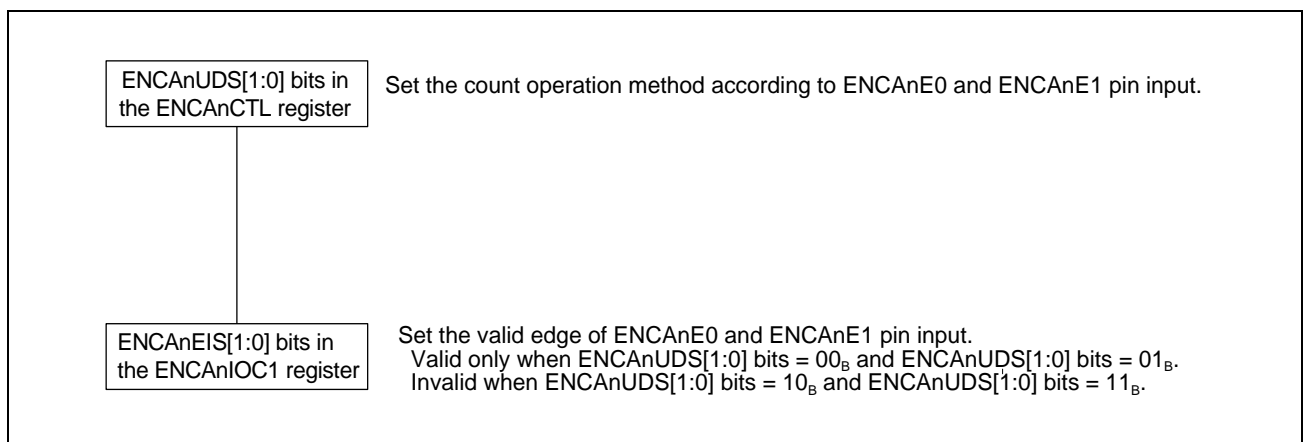 ENCAnUDS[1:0] bits in
the ENCAnCTL register
Set the count operation method according to ENCAnE0 and ENCAnE1 pin input.
ENCAnEIS[1:0] bits in
the ENCAnIOC1 register
Set the valid edge of ENCAnE0 and ENCAnE1 pin input.
Valid only when ENCAnUDS[1:0] bits = 00B and ENCAnUDS[1:0] bits = 01B.
Invalid when ENCAnUDS[1:0] bits = 10B and ENCAnUDS[1:0] bits = 11B.